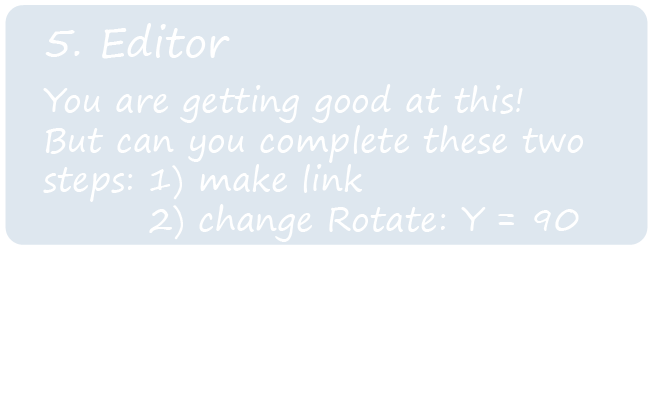 5. Editor
You are getting good at this!
But can you complete these two
steps: 1) make link
2) change Rotate: Y = 90